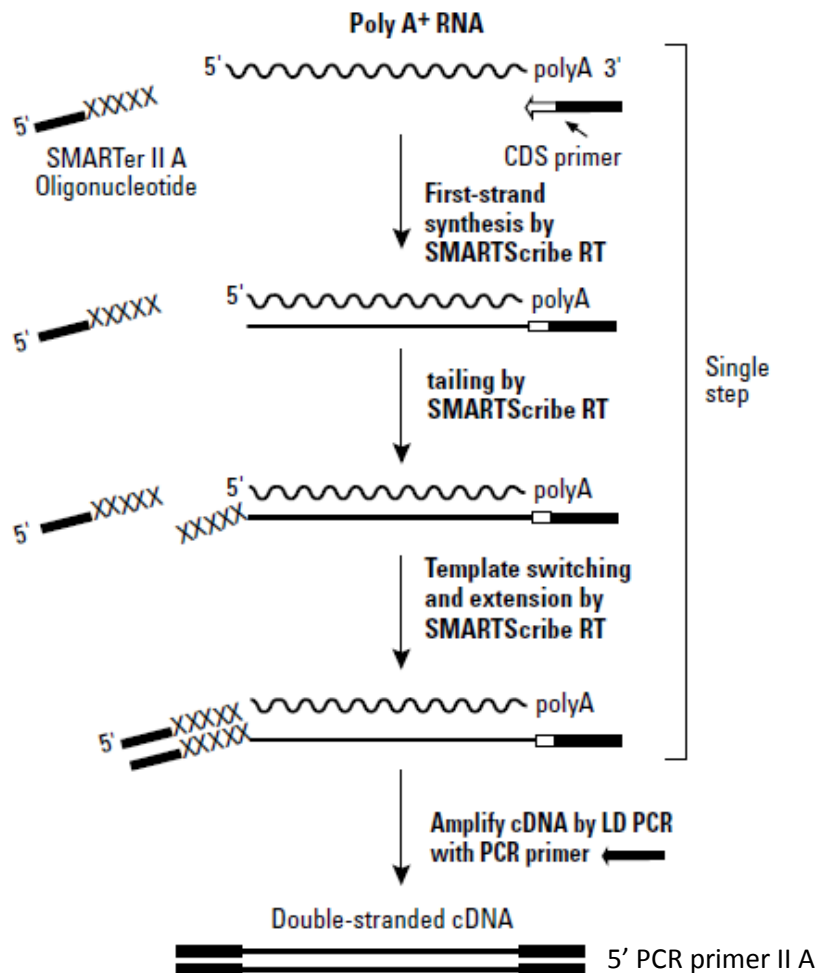 Poly A+ RNA
5' polyA 3'
5' XXXXX
SMARTer II A
Oligonucleotide
CDS primer
First-strand
synthesis by
SMARTScribe RT
5' polyA
5' XXXXX
Single
step
tailing by
SMARTScribe RT
5' polyA
5' XXXXX XXXXX
Template switching
and extension by
SMARTScribe RT
polyA
5' XXXXX
XXXXX
Amplify cDNA by LD PCR
with PCR primer
Double-stranded cDNA
5’ PCR primer II A